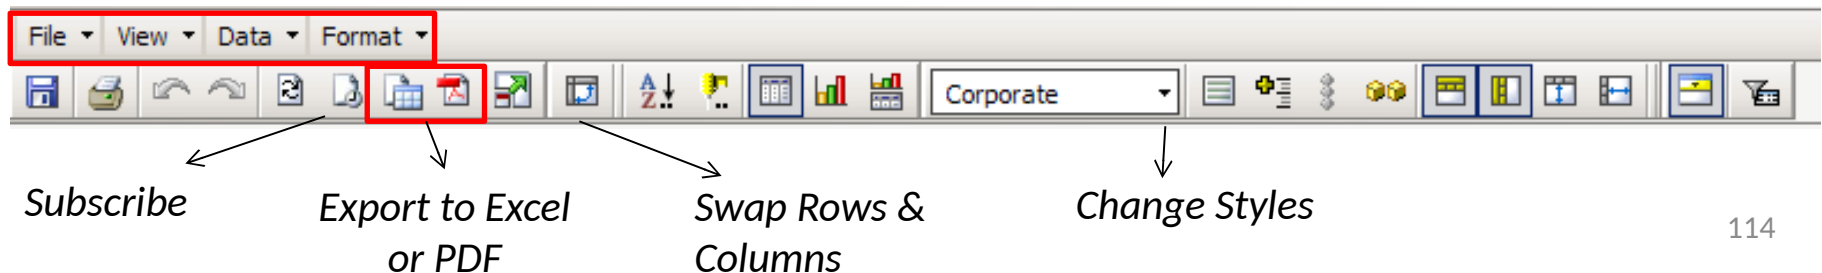 File View Data Format
Corporate
Subscribe Export to Excel Swap Rows & Change Styles
or PDF Columns
114